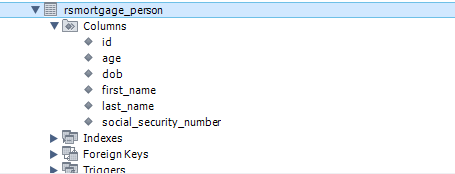 rsmortgage_person
Columns
id
age
dob
first_name
last_name
social_security_number
Indexes
Foreign Keys
Triggers